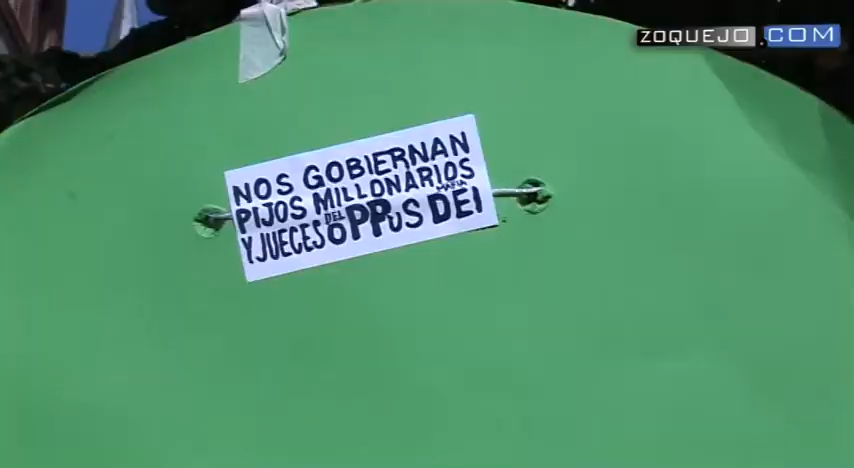 ZOQUEJO.COM
NOS GOBIERNAN
PIJOS MILLONARIOS
MAFIA
Y JUECES DEL OPPUS DEI